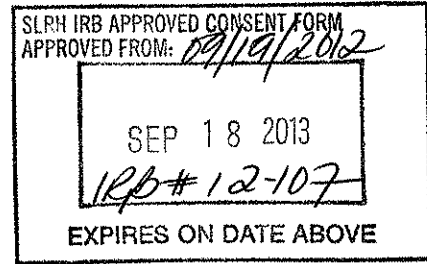 SLRH IRB APPROVED CONSENT FORM
APPROVED FROM: 09/19/2012
SEP 18 2013
IRB # 12-107
EXPIRES ON DATE ABOVE